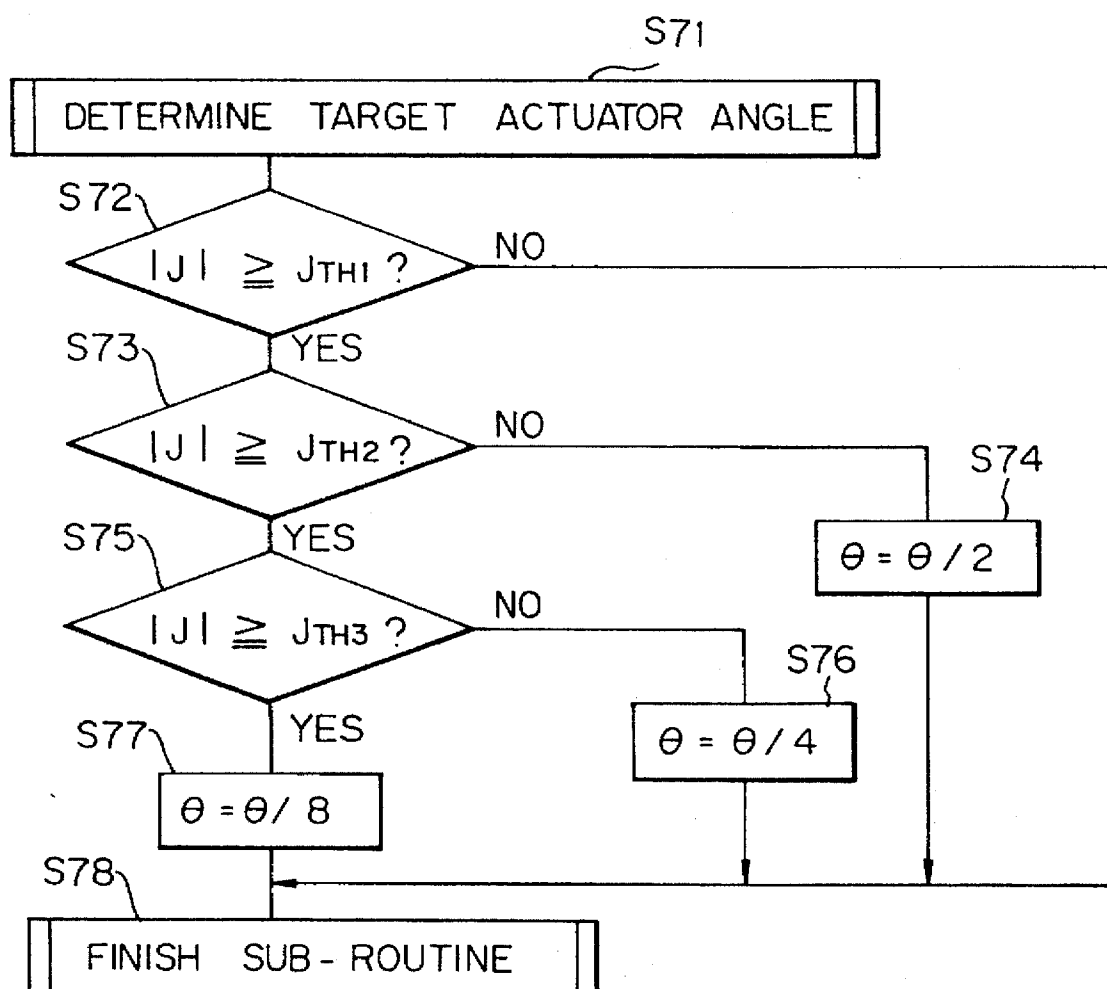 S71
DETERMINE TARGET ACTUATOR ANGLE
S72
|J| ≧ JTH1 ?
NO
YES
S73
|J| ≧ JTH2 ?
NO
YES
S74
θ = θ / 2
S75
|J| ≧ JTH3 ?
NO
YES
S76
θ = θ / 4
S77
θ = θ / 8
S78
FINISH SUB-ROUTINE